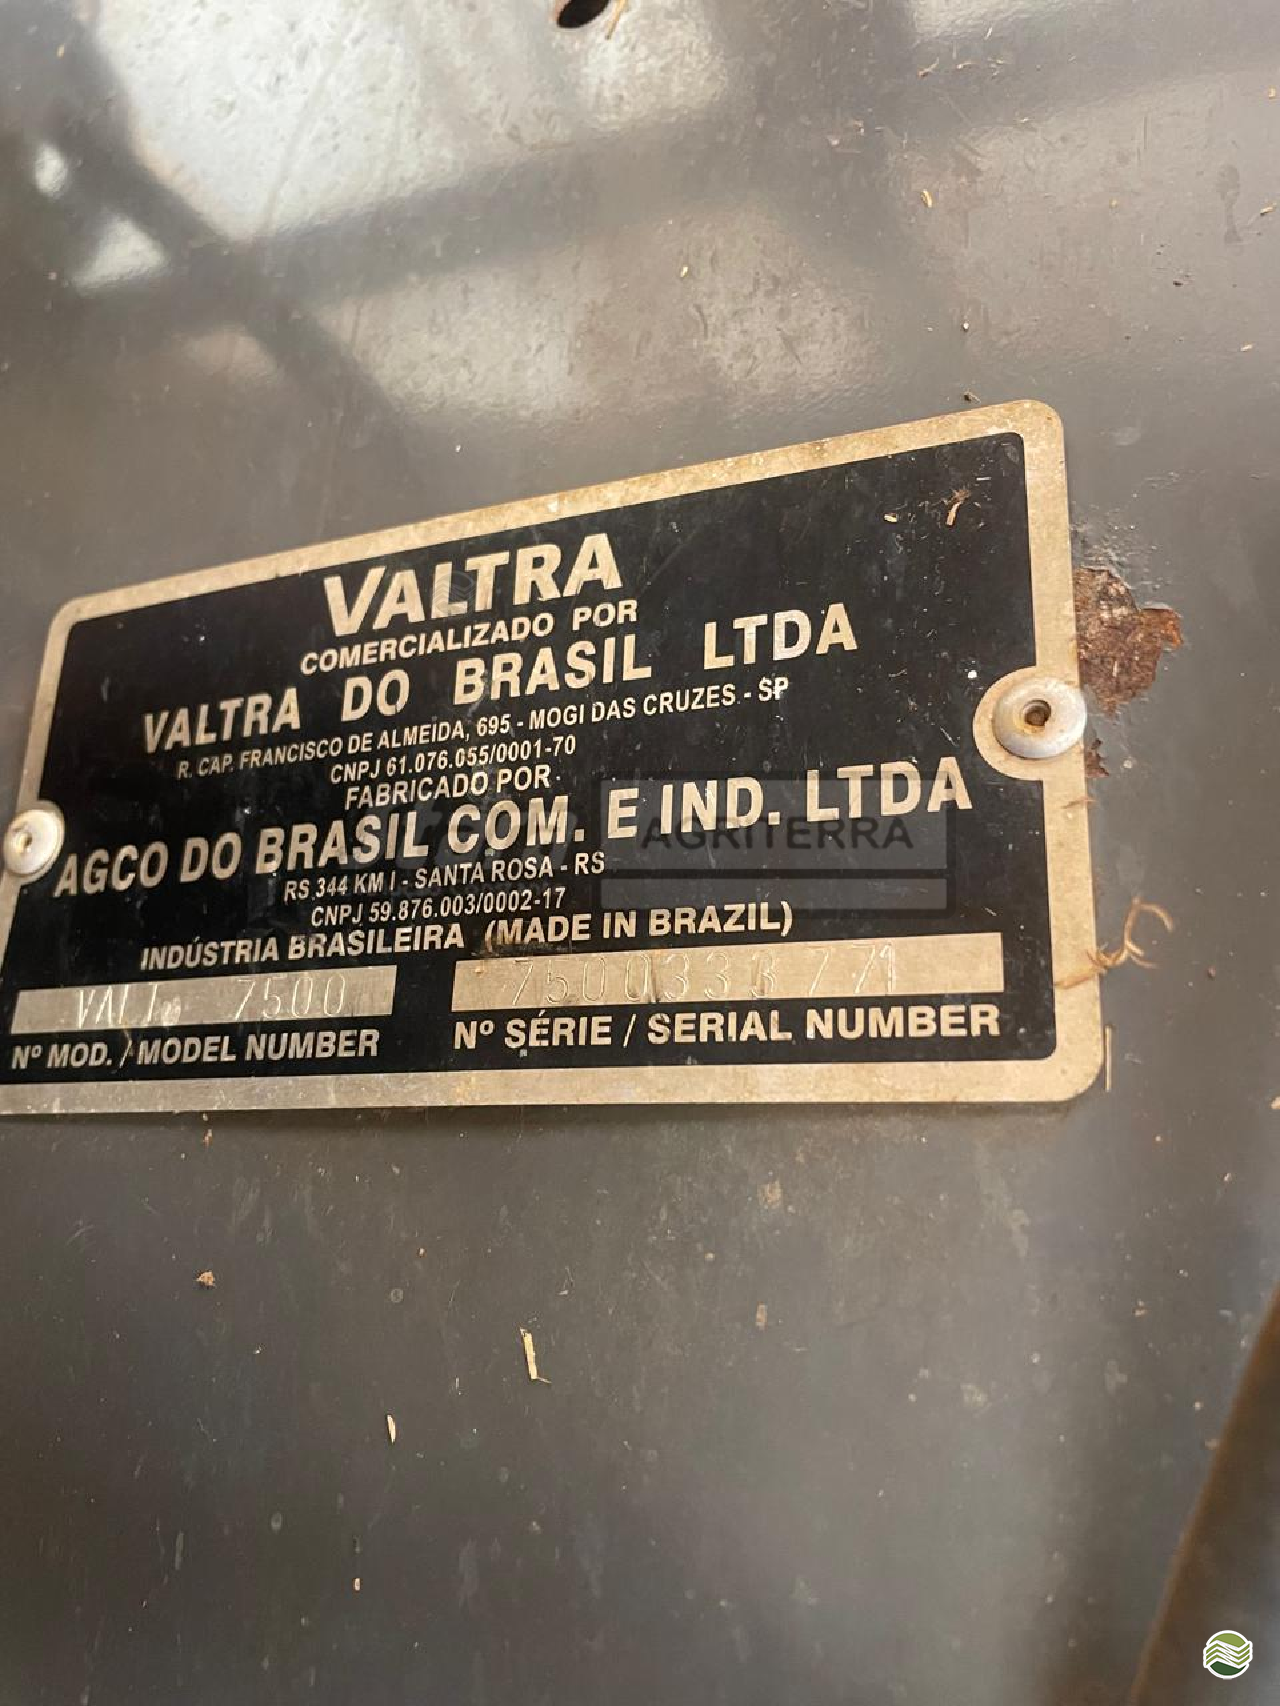 VALTRA
COMERCIALIZADO POR
VALTRA DO BRASIL LTDA
R. CAP. FRANCISCO DE ALMEIDA, 695 - MOGI DAS CRUZES - SP
CNPJ 61.076.055/0001-70
FABRICADO POR
AGCO DO BRASIL COM. E IND. LTDA
AGRITERRA
RS 344 KM I - SANTA ROSA - RS
CNPJ 59.876.003/0002-17
INDÚSTRIA BRASILEIRA (MADE IN BRAZIL)
7500
Nº MOD. / MODEL NUMBER
Nº SÉRIE / SERIAL NUMBER